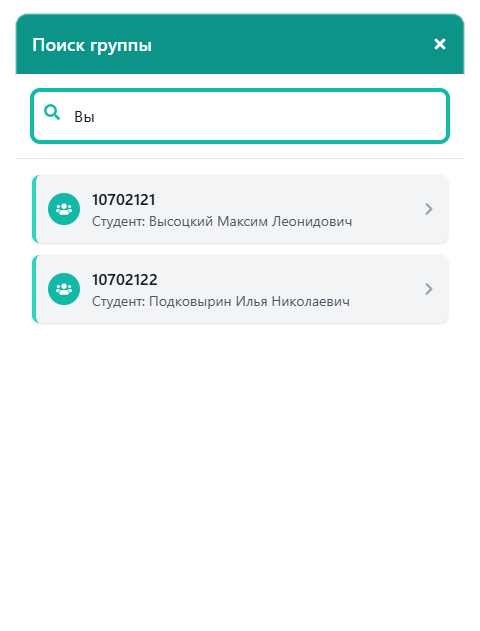 Поиск группы
Вы
10702121
Студент: Высоцкий Максим Леонидович
10702122
Студент: Подковырин Илья Николаевич